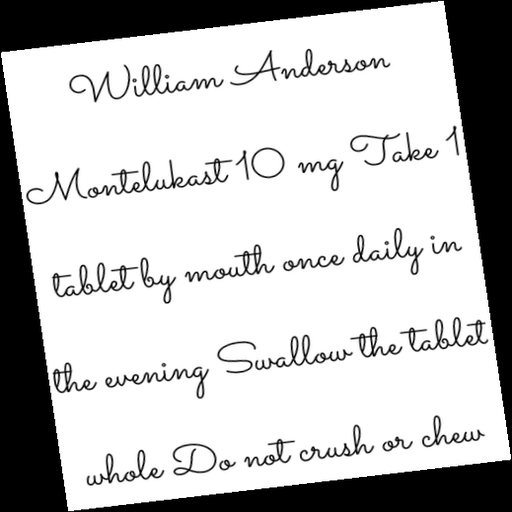 William Anderson
Montelukast 10 mg Take 1
tablet by mouth once daily in
the evening Swallow the tablet
whole Do not crush or chew